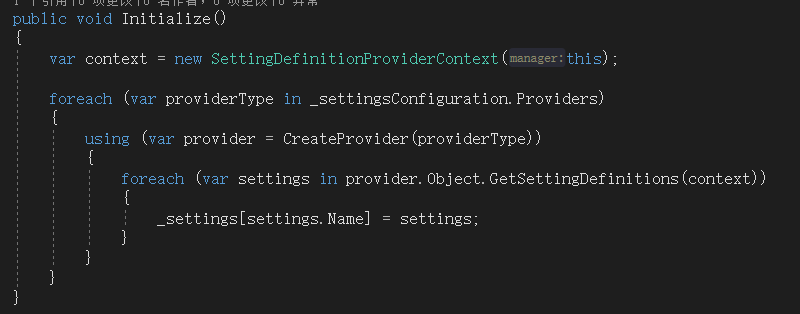 public void Initialize()
{
var context = new SettingDefinitionProviderContext(manager:this);
foreach (var providerType in _settingsConfiguration.Providers)
{
using (var provider = CreateProvider(providerType))
{
foreach (var settings in provider.Object.GetSettingDefinitions(context))
{
_settings[settings.Name] = settings;
}
}
}
}